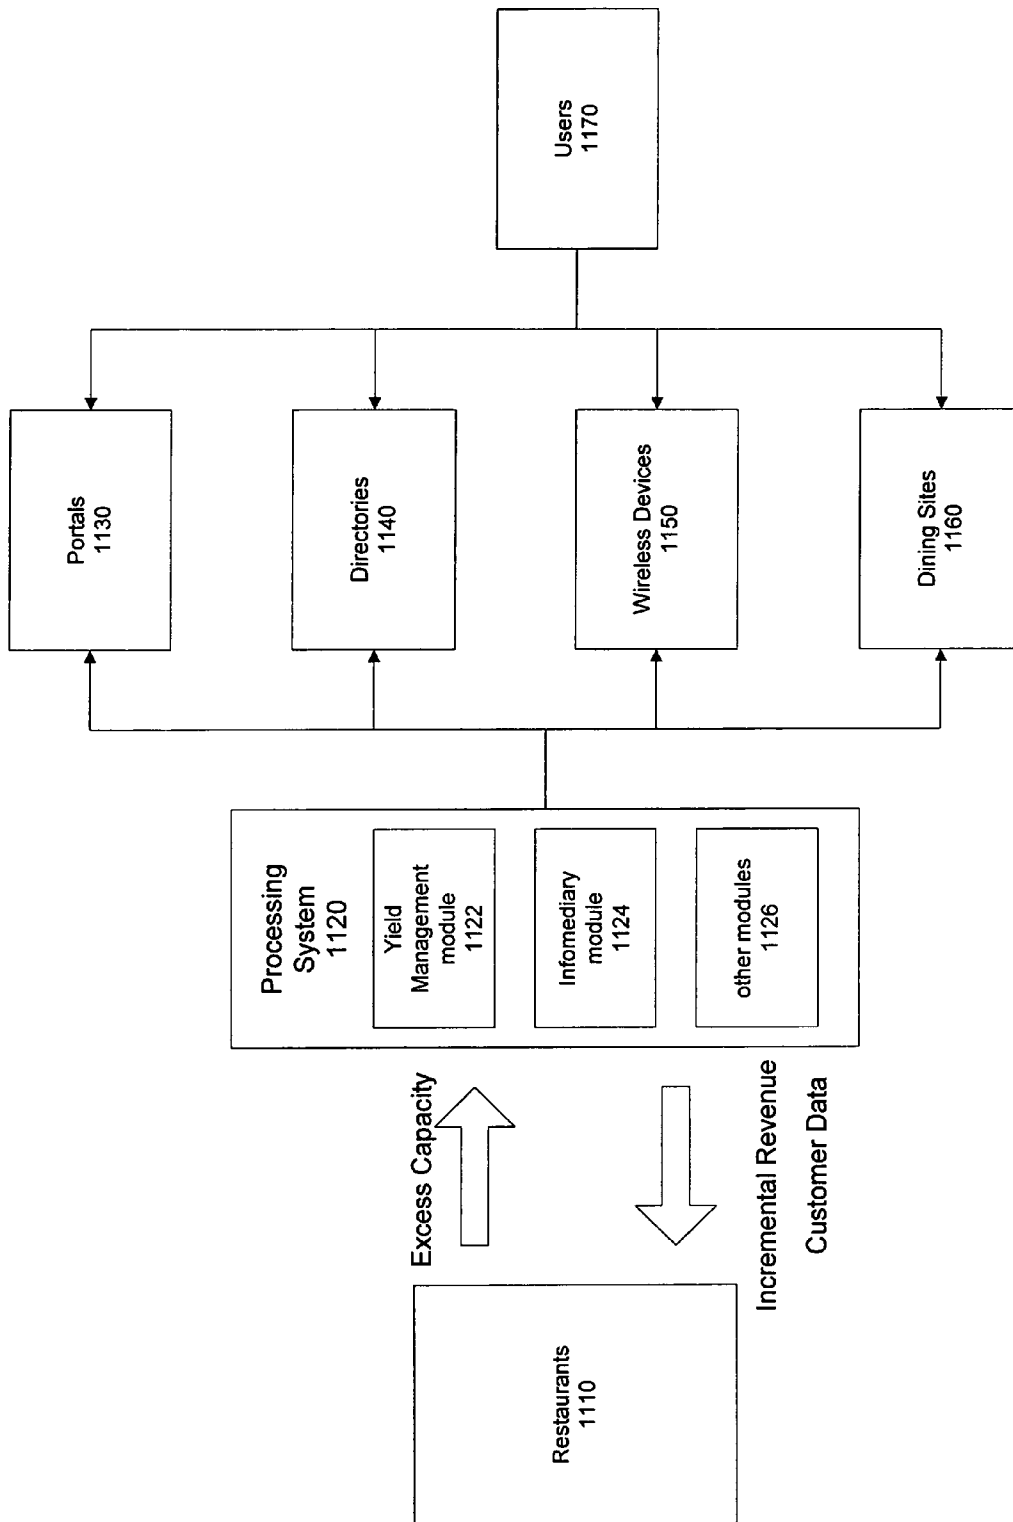 Restaurants
1110
Excess Capacity
Incremental Revenue
Customer Data
Processing
System
1120
Yield
Management
module
1122
Infomediary
module
1124
other modules
1126
Portals
1130
Directories
1140
Wireless Devices
1150
Dining Sites
1160
Users
1170